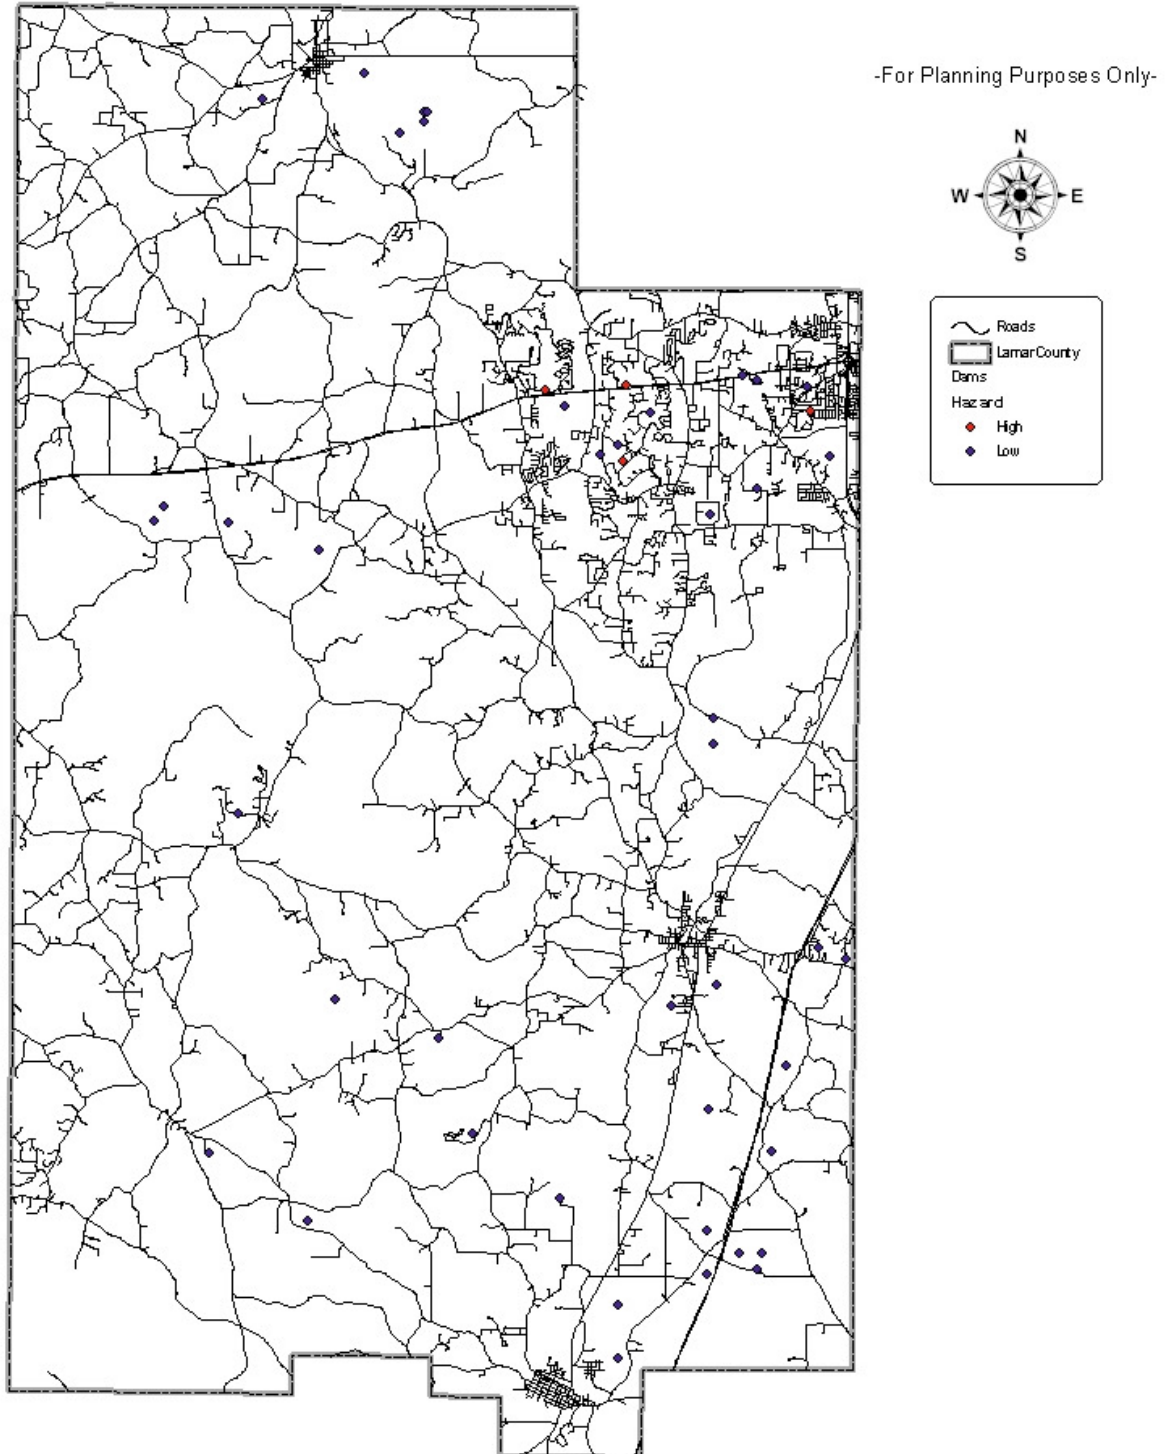 -For Planning Purposes Only-
N
W E
S
Roads
LamarCounty
Dams
Hazard
High
Low